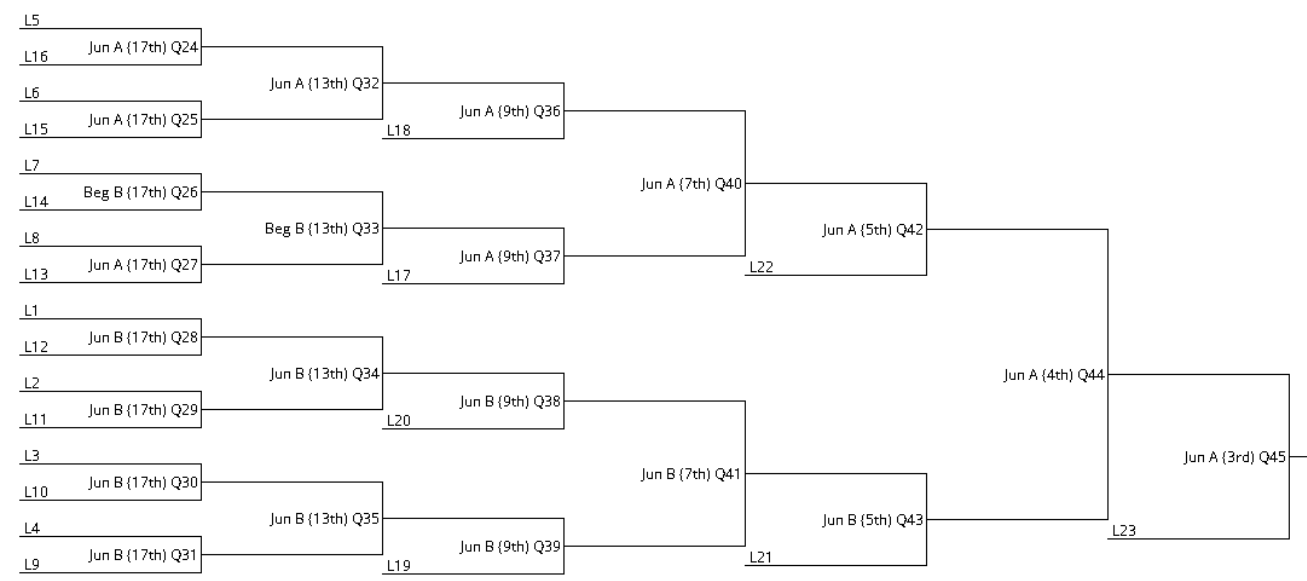 L5
Jun A (17th) Q24
L16
L6
Jun A (17th) Q25
L15
L7
Beg B (17th) Q26
L14
L8
Jun A (17th) Q27
L13
L1
Jun B (17th) Q28
L12
L2
Jun B (17th) Q29
L11
L3
Jun B (17th) Q30
L10
L4
Jun B (17th) Q31
L9
Jun A (13th) Q32
Beg B (13th) Q33
Jun B (13th) Q34
Jun B (13th) Q35
Jun A (9th) Q36
L18
Jun A (9th) Q37
L17
Jun B (9th) Q38
L20
Jun B (9th) Q39
L19
Jun A (7th) Q40
Jun B (7th) Q41
Jun A (5th) Q42
L22
Jun B (5th) Q43
L21
Jun A (4th) Q44
Jun A (3rd) Q45
L23